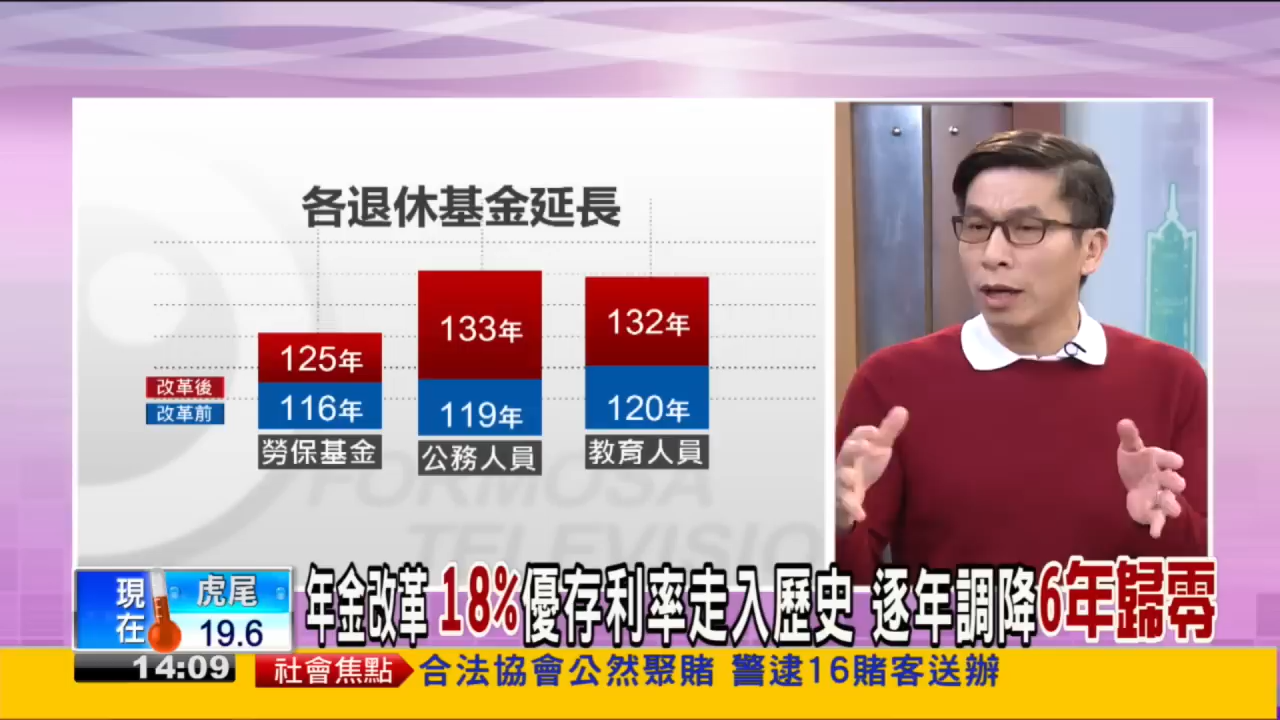 各退休基金延長
125年
133年
132年
改革後
改革前
116年
119年
120年
勞保基金
公務人員
教育人員
FORMOSA
TELEVISIO
現在
虎尾
19.6
年金改革 18%優存利率走入歷史 逐年調降6年歸零
14:09
社會焦點
合法協會公然聚賭 警逮16賭客送辦